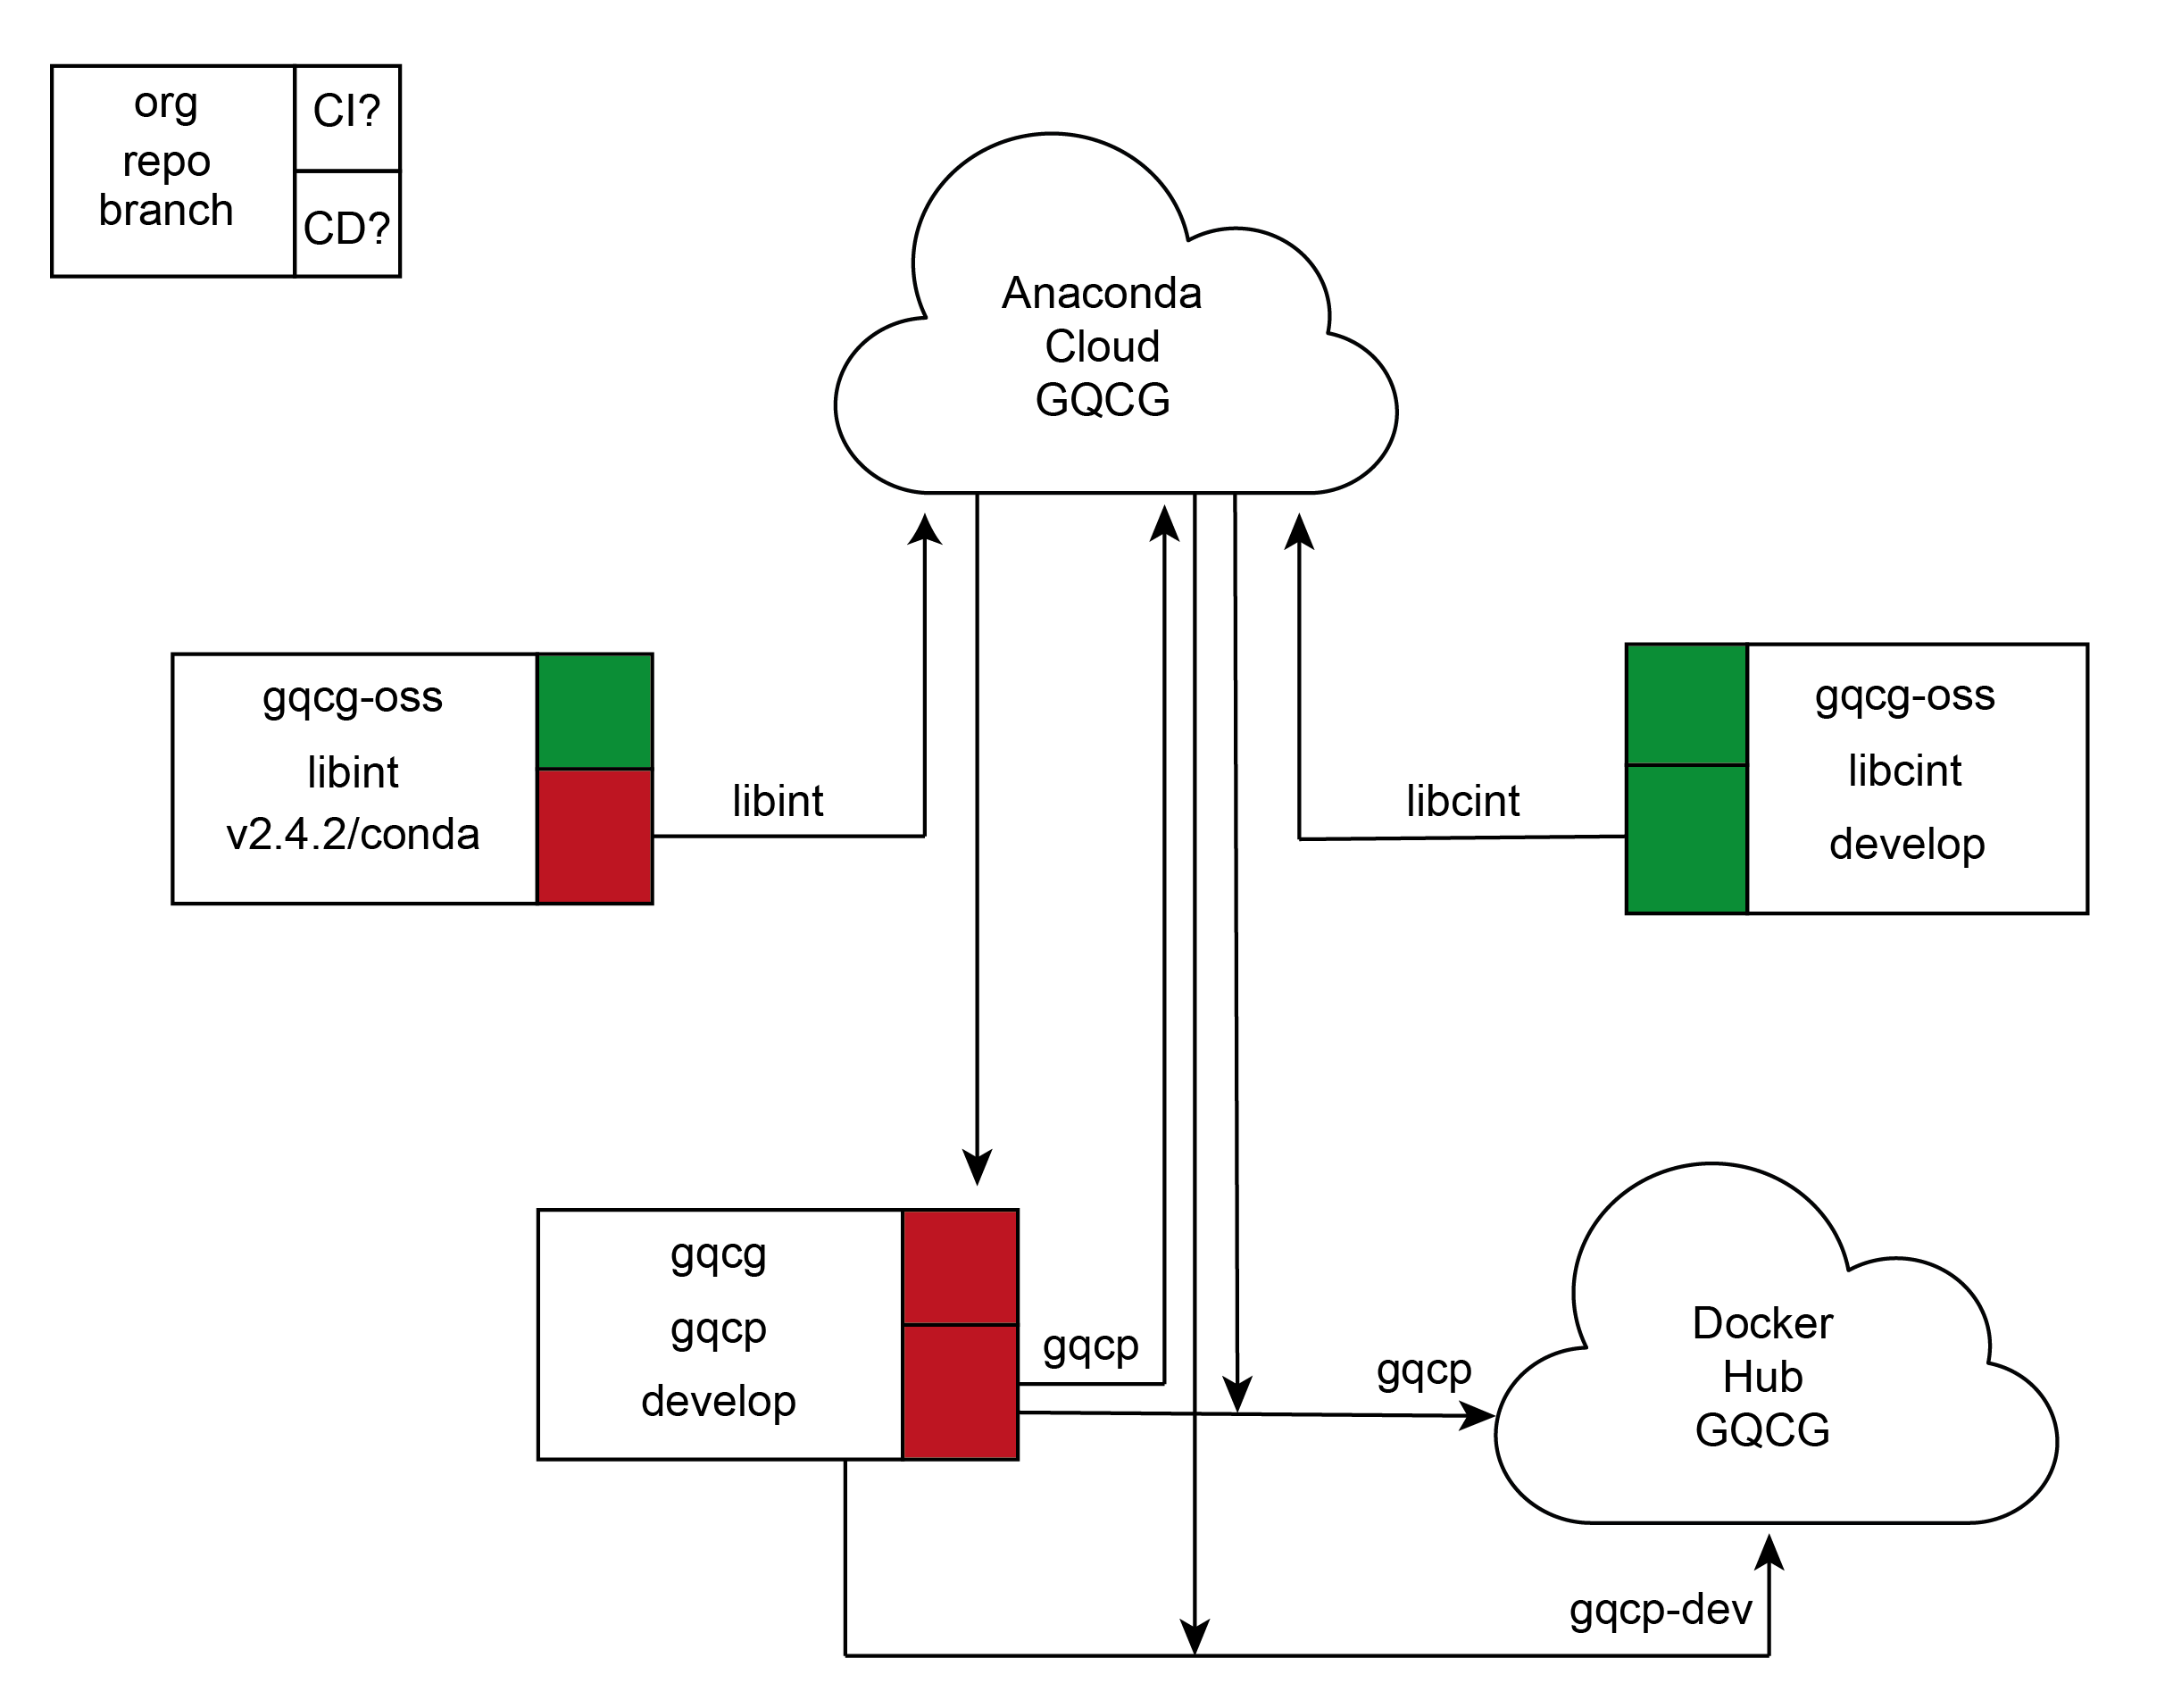 org
repo
branch
CI?
CD?
Anaconda
Cloud
GQCG
gqcg-oss
libint
v2.4.2/conda
libint
libcint
gqcg-oss
libcint
develop
gqcg
gqcp
develop
gqcp
gqcp
Docker
Hub
GQCG
gqcp-dev